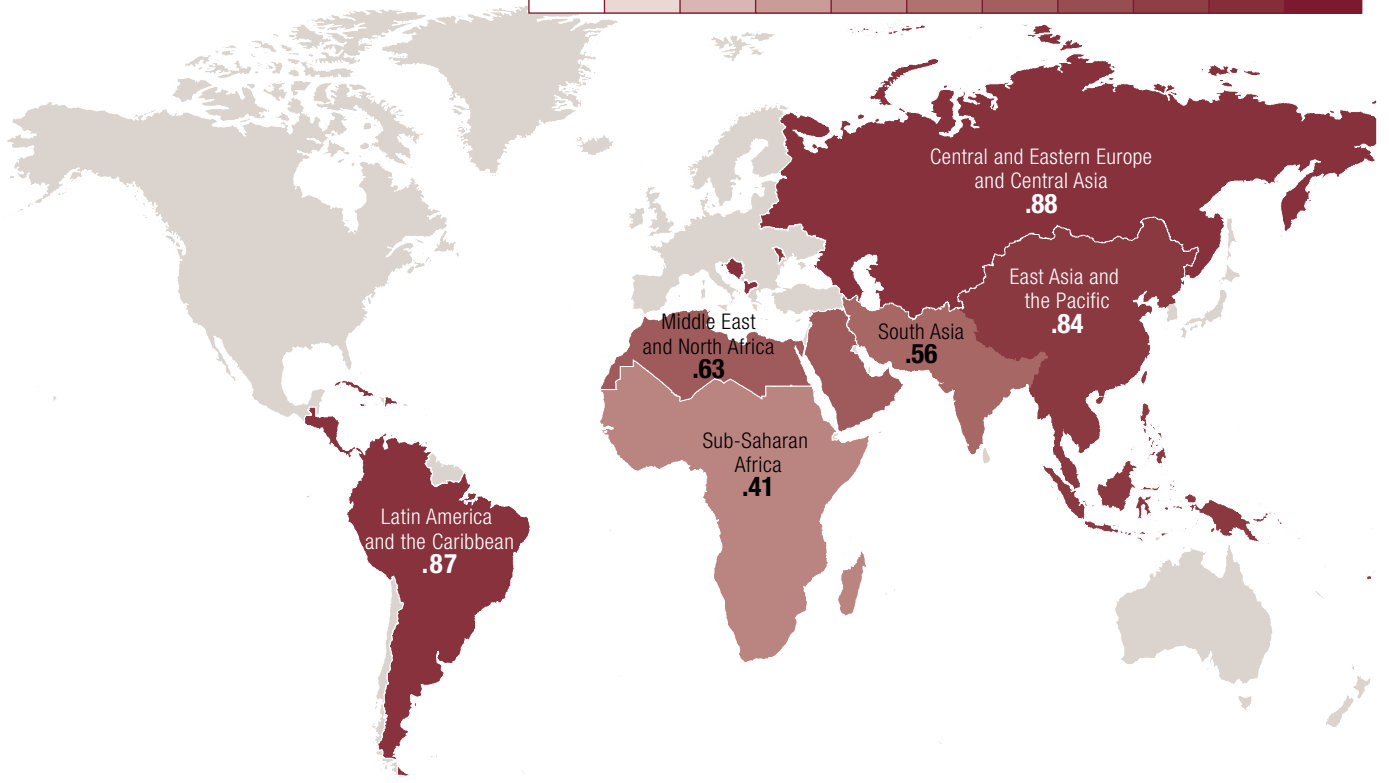 Central and Eastern Europe
and Central Asia
.88
East Asia and
the Pacific
.84
Middle East
and North Africa
.63
South Asia
.56
Sub-Saharan
Africa
.41
Latin America
and the Caribbean
.87